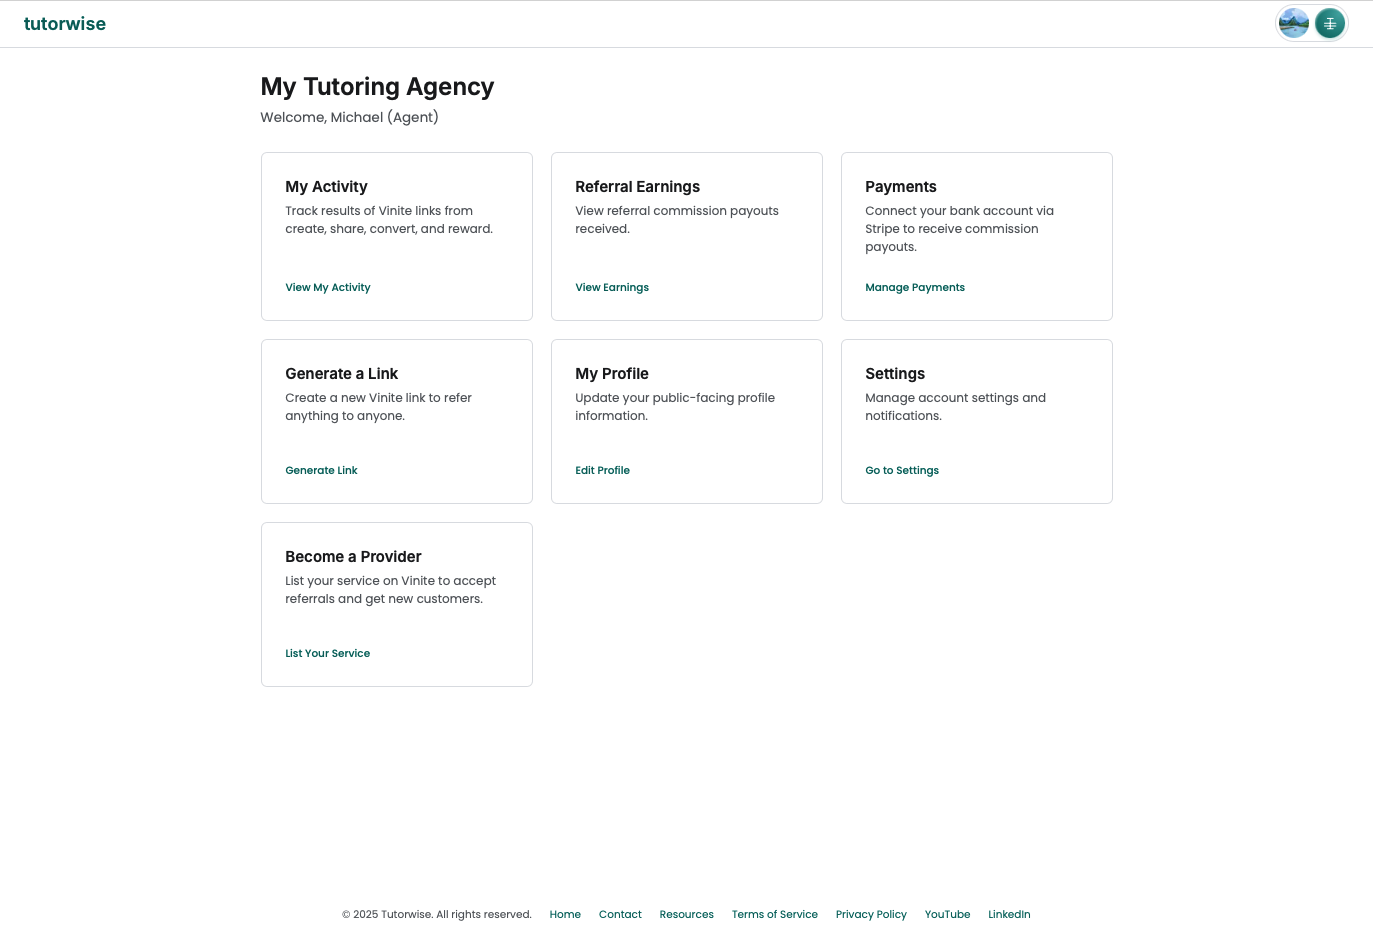 tutorwise
My Tutoring Agency
Welcome, Michael (Agent)
My Activity
Track results of Vinite links from
create, share, convert, and reward.
View My Activity
Referral Earnings
View referral commission payouts
received.
View Earnings
Payments
Connect your bank account via
Stripe to receive commission
payouts.
Manage Payments
Generate a Link
Create a new Vinite link to refer
anything to anyone.
Generate Link
My Profile
Update your public-facing profile
information.
Edit Profile
Settings
Manage account settings and
notifications.
Go to Settings
Become a Provider
List your service on Vinite to accept
referrals and get new customers.
List Your Service
© 2025 Tutorwise. All rights reserved. Home Contact Resources Terms of Service Privacy Policy YouTube LinkedIn